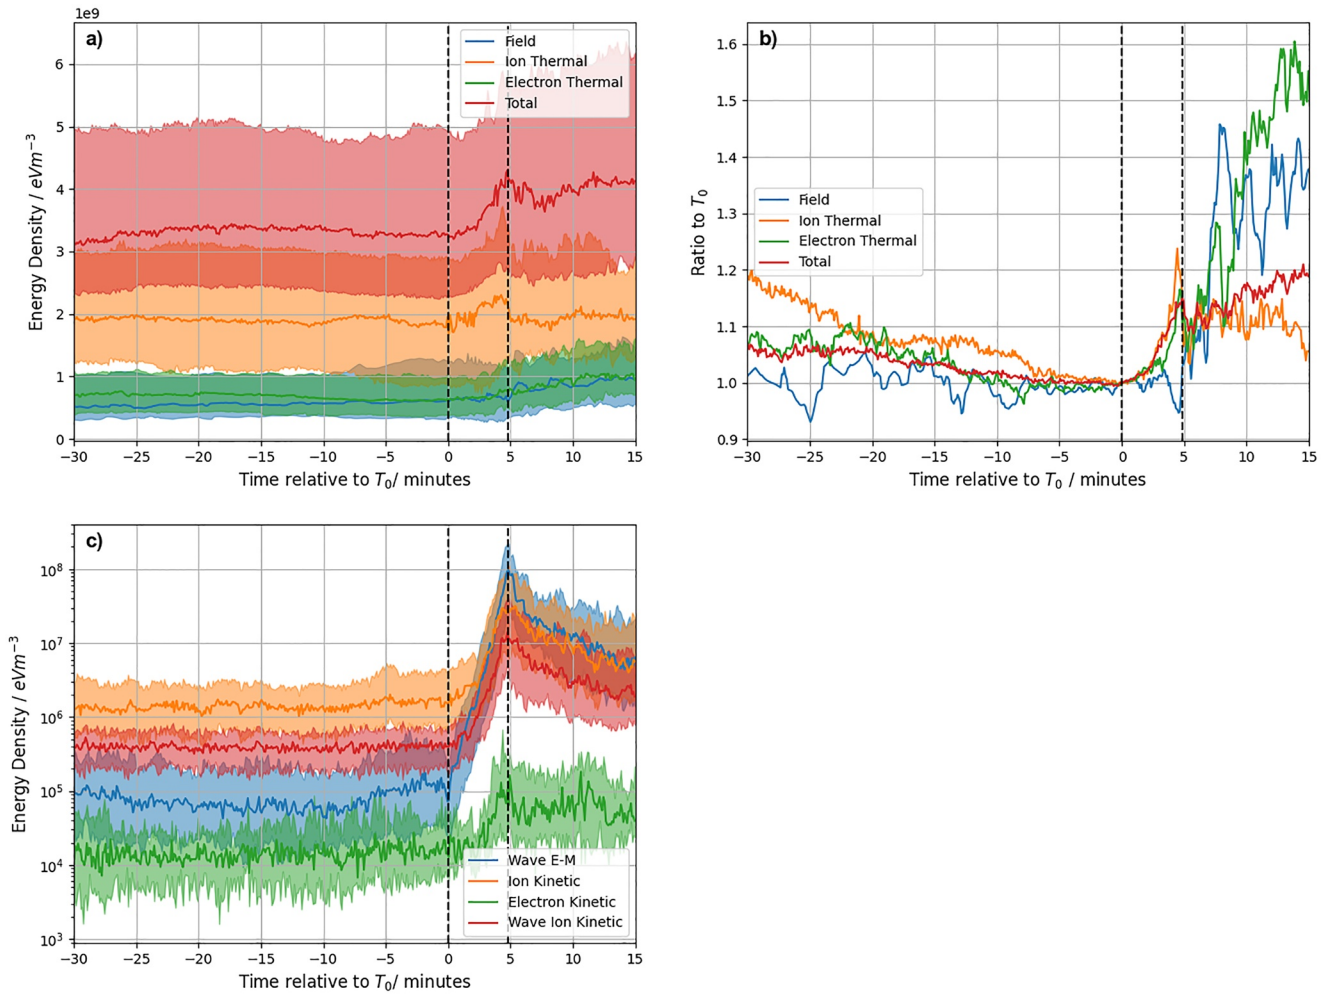 1e9
a)
Field
Ion Thermal
Electron Thermal
Total
6
5
4
3
2
1
0
Energy Density / eVm⁻³
−30 −25 −20 −15 −10 −5 0 5 10 15
Time relative to T₀/ minutes
b)
1.6
1.5
1.4
1.3
1.2
1.1
1.0
0.9
Ratio to T₀
Field
Ion Thermal
Electron Thermal
Total
−30 −25 −20 −15 −10 −5 0 5 10 15
Time relative to T₀ / minutes
c)
10⁸
10⁷
10⁶
10⁵
10⁴
10³
Energy Density / eVm⁻³
Wave E-M
Ion Kinetic
Electron Kinetic
Wave Ion Kinetic
−30 −25 −20 −15 −10 −5 0 5 10 15
Time relative to T₀/ minutes